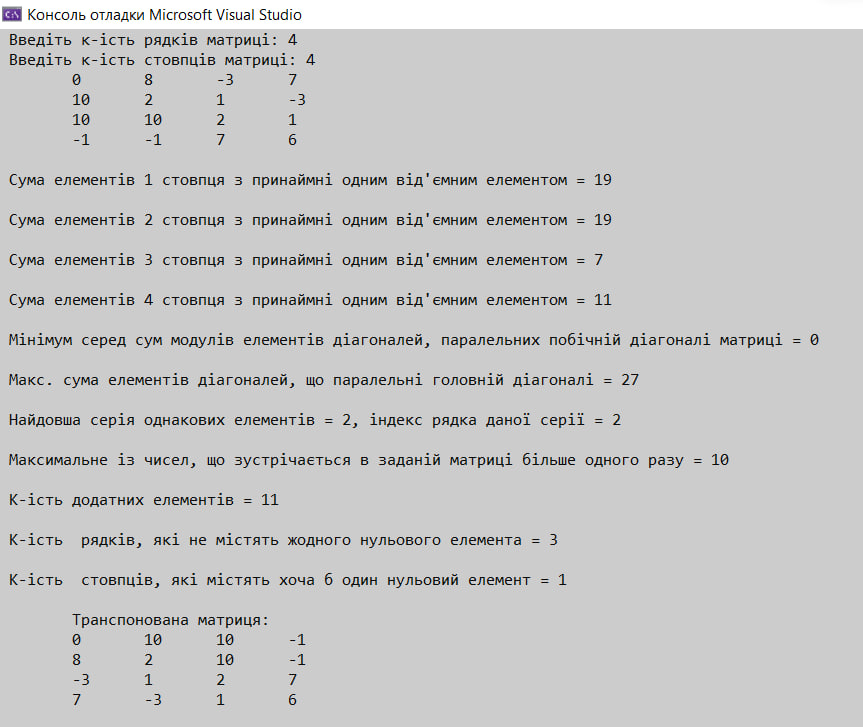 Консоль отладки Microsoft Visual Studio
Введіть к-ість рядків матриці: 4
Введіть к-ість стовпців матриці: 4
0 8 -3 7
10 2 1 -3
10 10 2 1
-1 -1 7 6
Сума елементів 1 стовпця з принаймні одним від'ємним елементом = 19
Сума елементів 2 стовпця з принаймні одним від'ємним елементом = 19
Сума елементів 3 стовпця з принаймні одним від'ємним елементом = 7
Сума елементів 4 стовпця з принаймні одним від'ємним елементом = 11
Мінімум серед сум модулів елементів діагоналей, паралельних побічній діагоналі матриці = 0
Макс. сума елементів діагоналей, що паралельні головній діагоналі = 27
Найдовша серія однакових елементів = 2, індекс рядка даної серії = 2
Максимальне із чисел, що зустрічається в заданій матриці більше одного разу = 10
К-ість додатних елементів = 11
К-ість  рядків, які не містять жодного нульового елемента = 3
К-ість  стовпців, які містять хоча б один нульовий елемент = 1
Транспонована матриця:
0 10 10 -1
8 2 10 -1
-3 1 2 7
7 -3 1 6